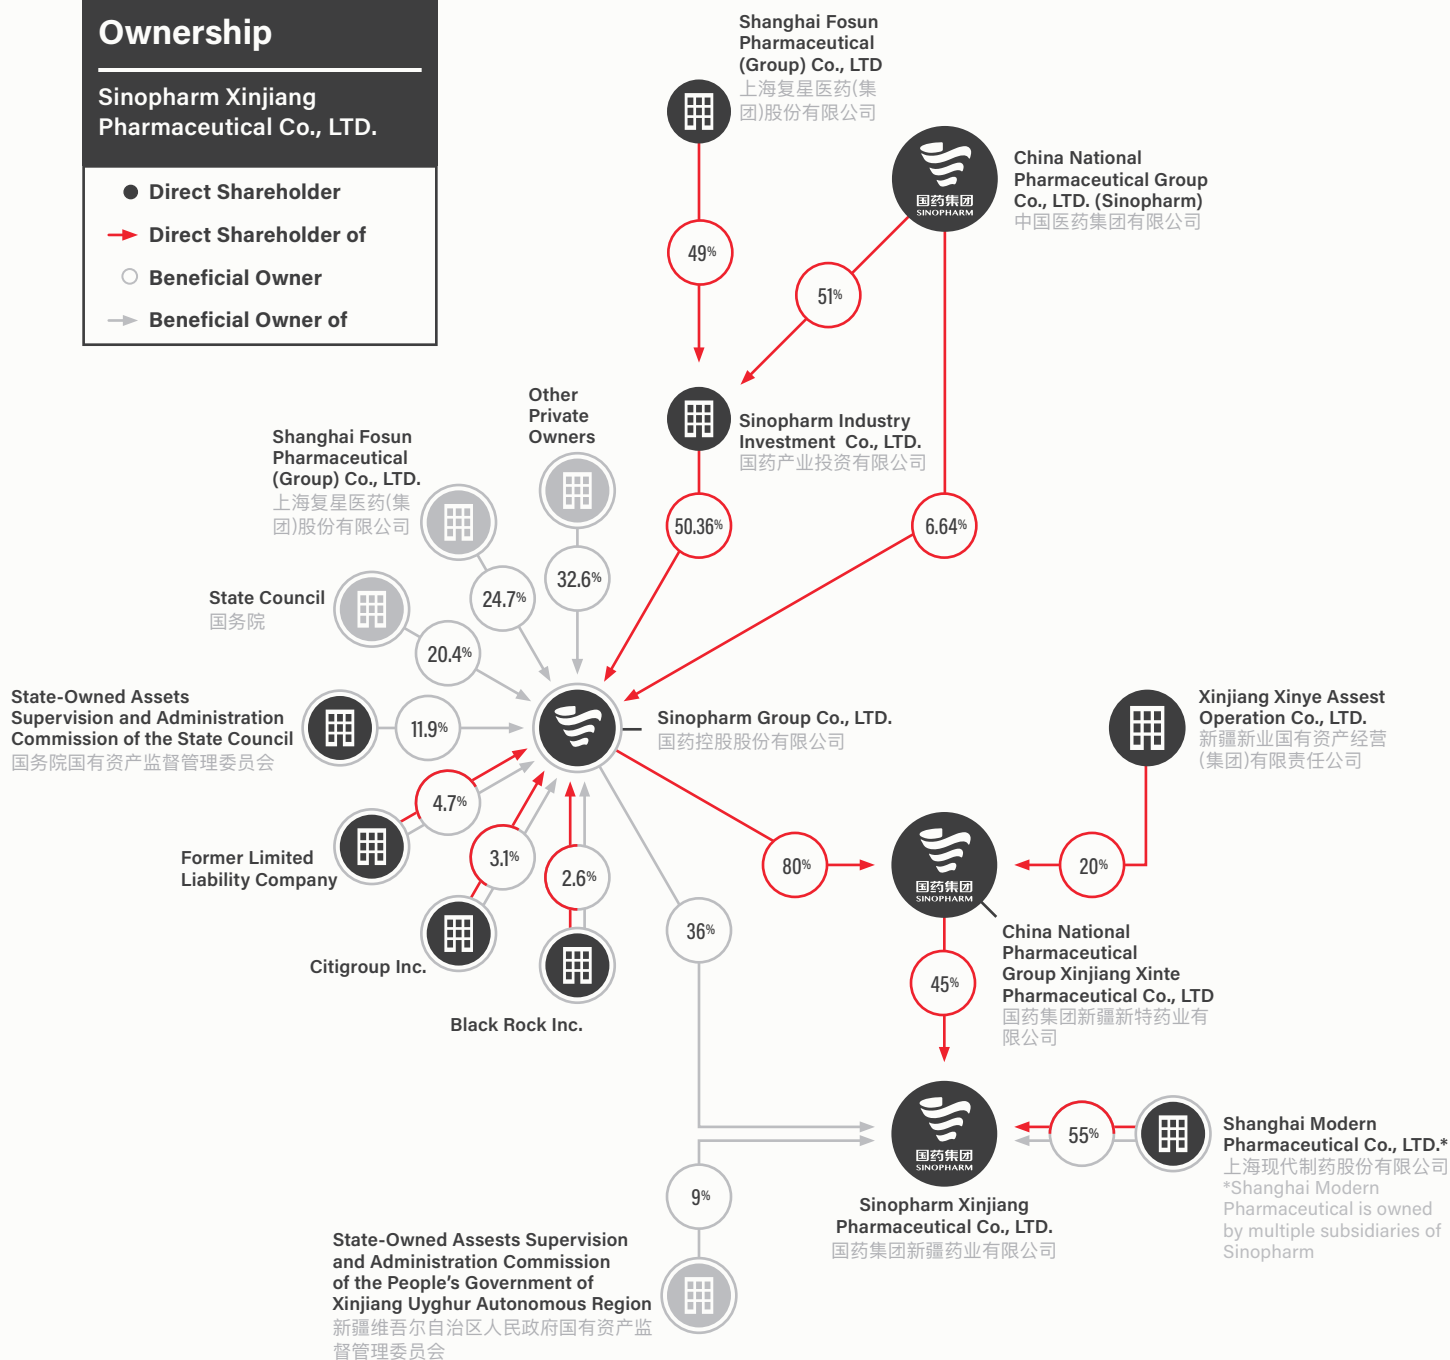 Ownership
Sinopharm Xinjiang
Pharmaceutical Co., LTD.
Direct Shareholder
Direct Shareholder of
Beneficial Owner
Beneficial Owner of
Shanghai Fosun
Pharmaceutical
(Group) Co., LTD
上海复星医药(集
团)股份有限公司
国药集团
SINOPHARM
China National
Pharmaceutical Group
Co., LTD. (Sinopharm)
中国医药集团有限公司
49%
51%
Sinopharm Industry
Investment Co., LTD.
国药产业投资有限公司
50.36%
6.64%
Other
Private
Owners
32.6%
Shanghai Fosun
Pharmaceutical
(Group) Co., LTD.
上海复星医药(集
团)股份有限公司
24.7%
State Council
国务院
20.4%
State-Owned Assets
Supervision and Administration
Commission of the State Council
国务院国有资产监督管理委员会
11.9%
Sinopharm Group Co., LTD.
国药控股股份有限公司
Xinjiang Xinye Assest
Operation Co., LTD.
新疆新业国有资产经营
(集团)有限责任公司
4.7%
Former Limited
Liability Company
3.1%
Citigroup Inc.
2.6%
Black Rock Inc.
80%
国药集团
SINOPHARM
20%
36%
China National
Pharmaceutical
Group Xinjiang Xinte
Pharmaceutical Co., LTD
国药集团新疆新特药业有
限公司
45%
国药集团
SINOPHARM
Sinopharm Xinjiang
Pharmaceutical Co., LTD.
国药集团新疆药业有限公司
55%
Shanghai Modern
Pharmaceutical Co., LTD.*
上海现代制药股份有限公司
*Shanghai Modern
Pharmaceutical is owned
by multiple subsidiaries of
Sinopharm
9%
State-Owned Assests Supervision
and Administration Commission
of the People’s Government of
Xinjiang Uyghur Autonomous Region
新疆维吾尔自治区人民政府国有资产监
督管理委员会